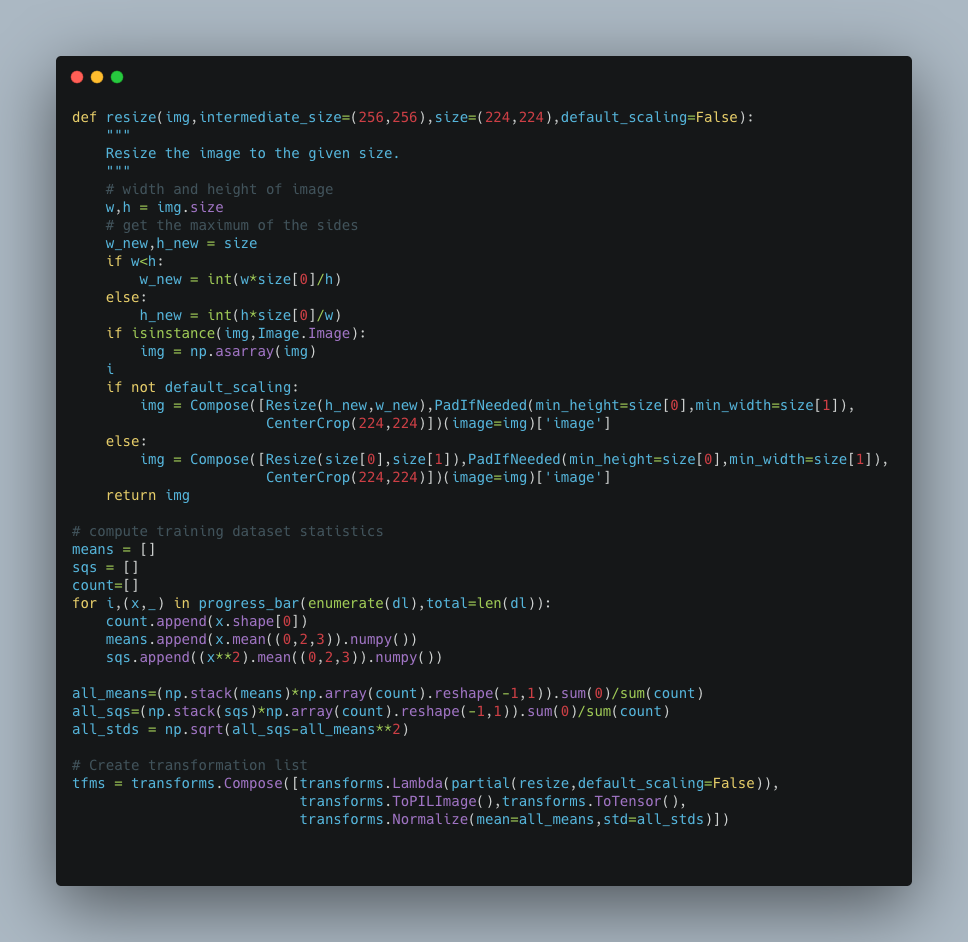 def resize(img,intermediate_size=(256,256),size=(224,224),default_scaling=False):
    """
    Resize the image to the given size.
    """
    # width and height of image
    w,h = img.size
    # get the maximum of the sides
    w_new,h_new = size
    if w<h:
        w_new = int(w*size[0]/h)
    else:
        h_new = int(h*size[0]/w)
    if isinstance(img,Image.Image):
        img = np.asarray(img)
    i
    if not default_scaling:
        img = Compose([Resize(h_new,w_new),PadIfNeeded(min_height=size[0],min_width=size[1]),
                       CenterCrop(224,224)])(image=img)['image']
    else:
        img = Compose([Resize(size[0],size[1]),PadIfNeeded(min_height=size[0],min_width=size[1]),
                       CenterCrop(224,224)])(image=img)['image']
    return img

# compute training dataset statistics
means = []
sqs = []
count=[]
for i,(x,_) in progress_bar(enumerate(dl),total=len(dl)):
    count.append(x.shape[0])
    means.append(x.mean((0,2,3)).numpy())
    sqs.append((x**2).mean((0,2,3)).numpy())

all_means=(np.stack(means)*np.array(count).reshape(-1,1)).sum(0)/sum(count)
all_sqs=(np.stack(sqs)*np.array(count).reshape(-1,1)).sum(0)/sum(count)
all_stds = np.sqrt(all_sqs-all_means**2)

# Create transformation list
tfms = transforms.Compose([transforms.Lambda(partial(resize,default_scaling=False)),
                           transforms.ToPILImage(),transforms.ToTensor(),
                           transforms.Normalize(mean=all_means,std=all_stds)])